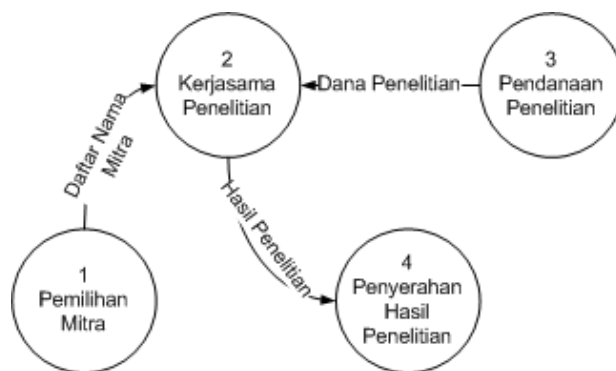 2
Kerjasama
Penelitian
Dana Penelitian
3
Pendanaan
Penelitian
Daftar Nama
Mitra
Hasil Penelitian
1
Pemilihan
Mitra
4
Penyerahan
Hasil
Penelitian